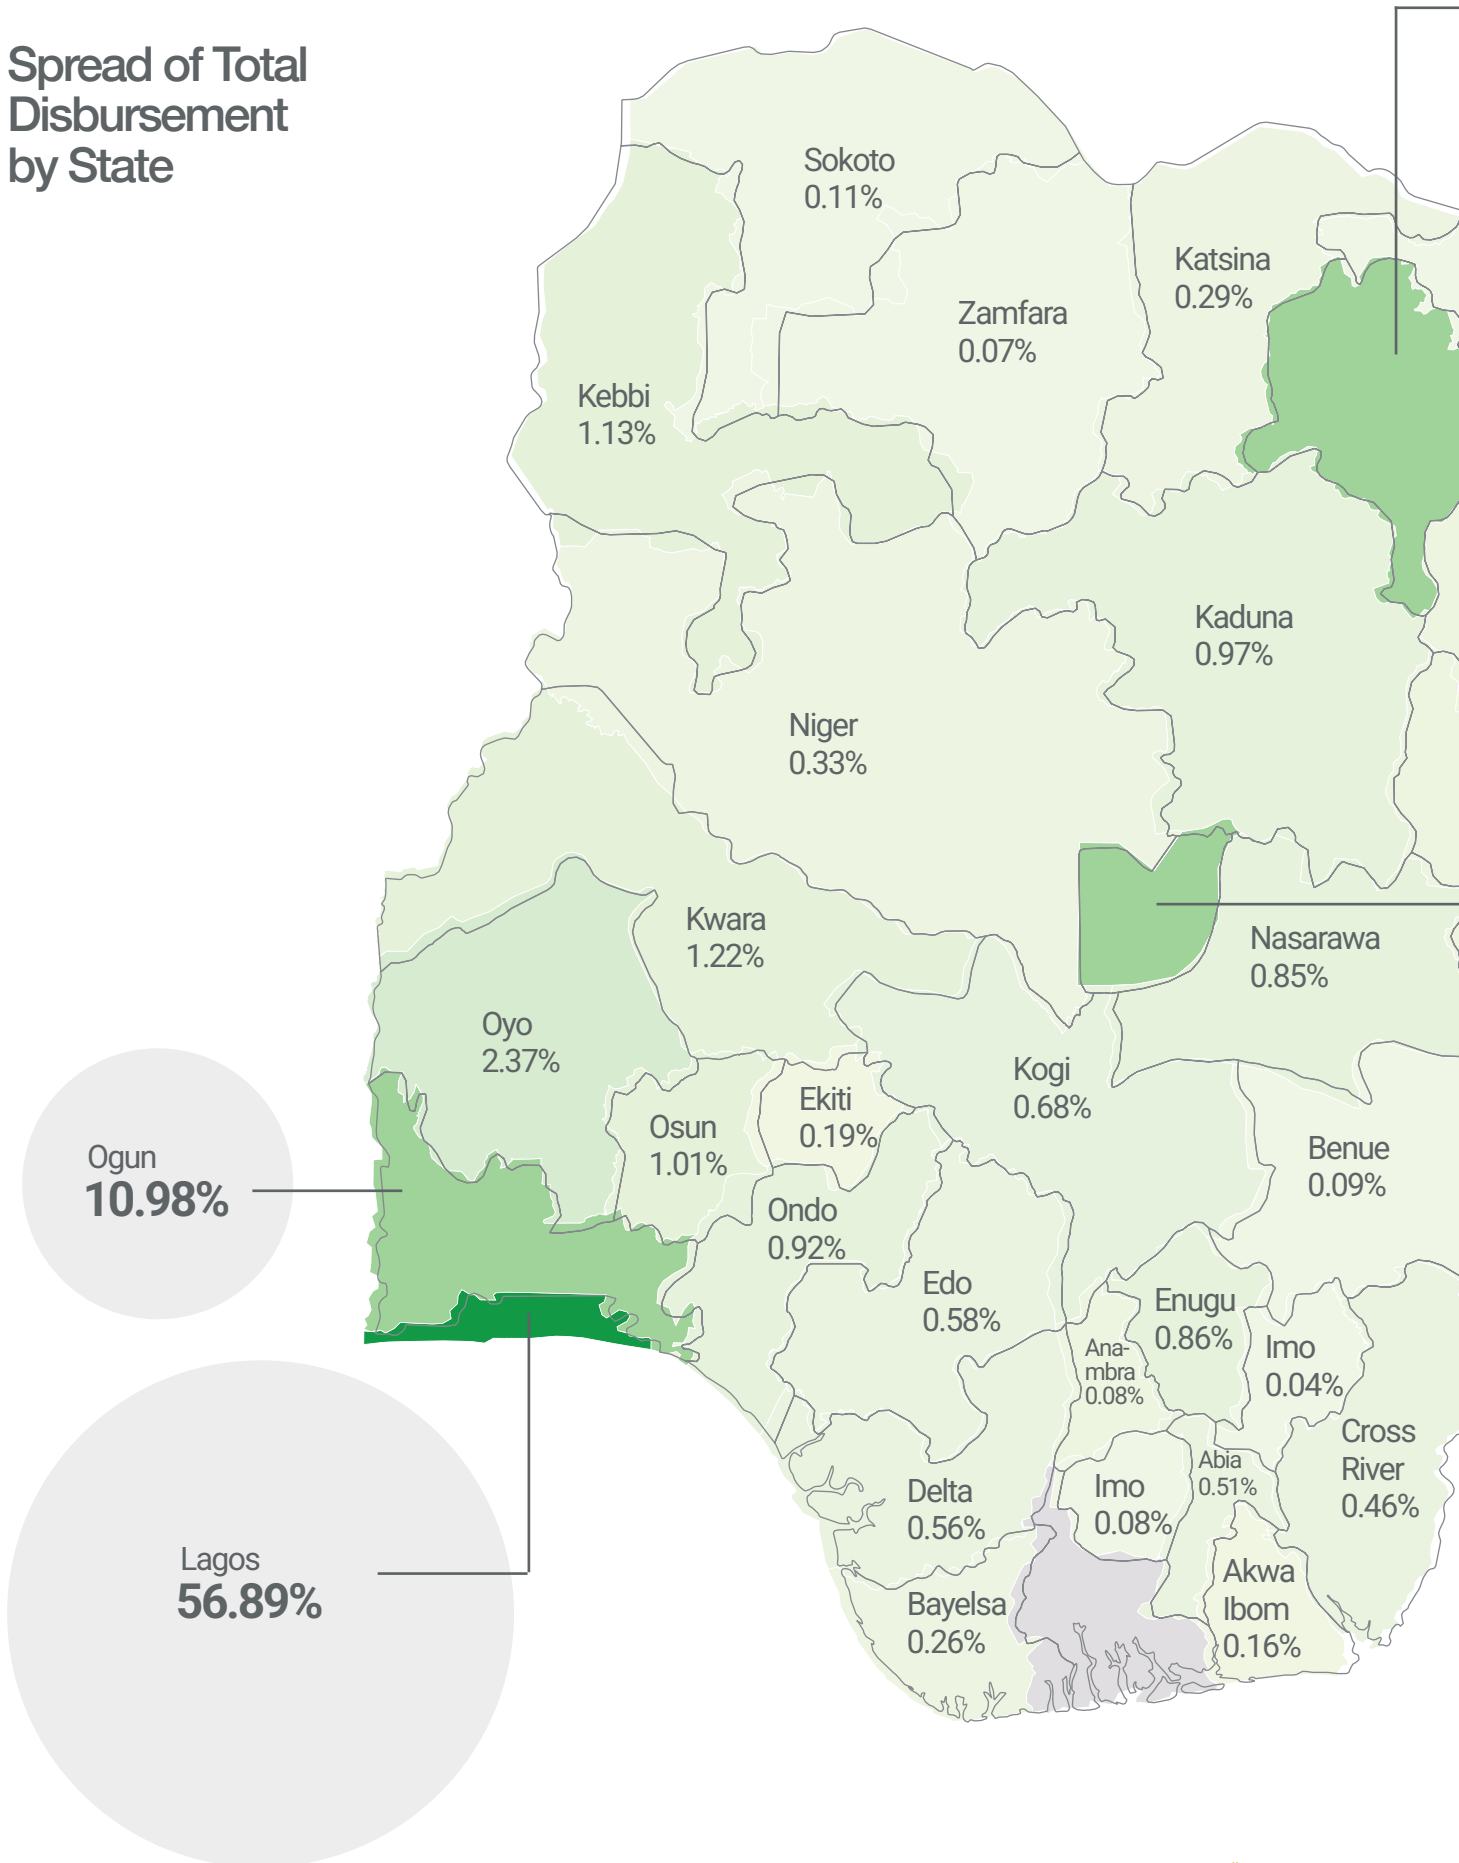 Spread of Total
Disbursement
by State
Sokoto
0.11%
Katsina
0.29%
Zamfara
0.07%
Kebbi
1.13%
Kaduna
0.97%
Niger
0.33%
Kwara
1.22%
Nasarawa
0.85%
Oyo
2.37%
Kogi
0.68%
Ekiti
0.19%
Osun
1.01%
Benue
0.09%
Ogun
10.98%
Ondo
0.92%
Edo
0.58%
Enugu
0.86%
Ana-
mbra
0.08%
Imo
0.04%
Cross
River
0.46%
Abia
0.51%
Imo
0.08%
Delta
0.56%
Lagos
56.89%
Akwa
Ibom
0.16%
Bayelsa
0.26%